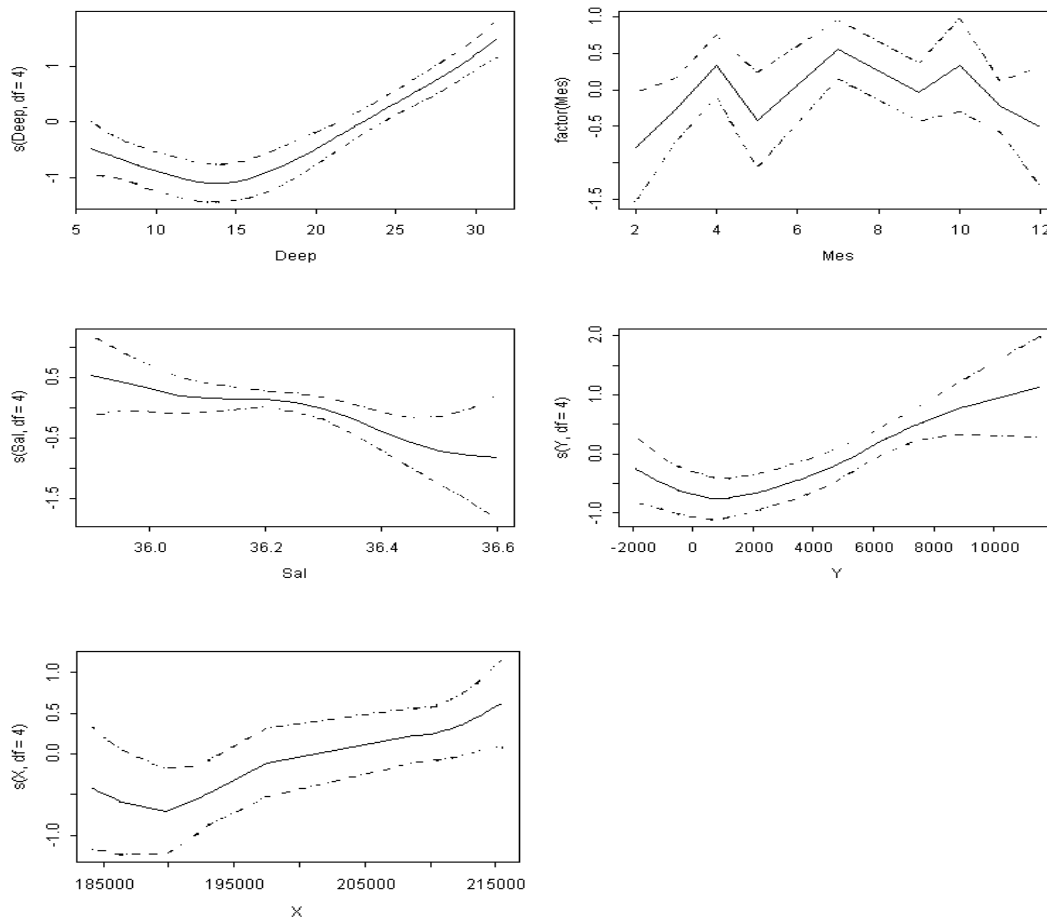 s(Deep, df = 4)
1
0
-1
5 10 15 20 25 30
Deep
factor(Mes)
1.0
0.5
0.0
-0.5
-1.5
2 4 6 8 10 12
Mes
s(Sal, df = 4)
0.5
-0.5
-1.5
36.0 36.2 36.4 36.6
Sal
s(Y, df = 4)
2.0
1.0
0.0
-1.0
-2000 0 2000 4000 6000 8000 10000
Y
s(X, df = 4)
1.0
0.5
0.0
-1.0
185000 195000 205000 215000
X